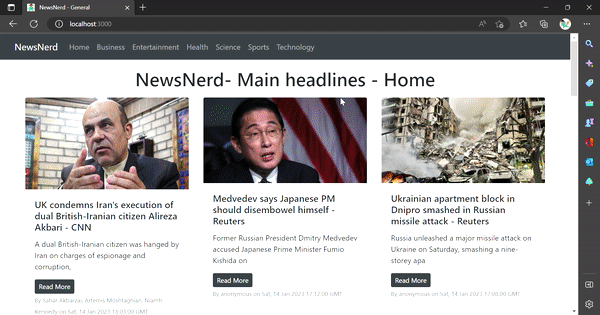 NewsNerd - General
localhost:3000
NewsNerd Home Business Entertainment Health Science Sports Technology
NewsNerd- Main headlines - Home
UK condemns Iran's execution of
dual British-Iranian citizen Alireza
Akbari - CNN
A dual British-Iranian citizen was hanged by
Iran on charges of espionage and
corruption,
Read More
By Sahar Akbarzai, Artemis Moshtaghian, Niamh
Kennedy on Sat, 14 Jan 2023 18:03:00 GMT
Medvedev says Japanese PM
should disembowel himself -
Reuters
Former Russian President Dmitry Medvedev
accused Japanese Prime Minister Fumio
Kishida on
Read More
By anonymous on Sat, 14 Jan 2023 17:12:00 GMT
Ukrainian apartment block in
Dnipro smashed in Russian
missile attack - Reuters
Russia unleashed a major missile attack on
Ukraine on Saturday, smashing a nine-
storey apa
Read More
By anonymous on Sat, 14 Jan 2023 17:00:00 GMT